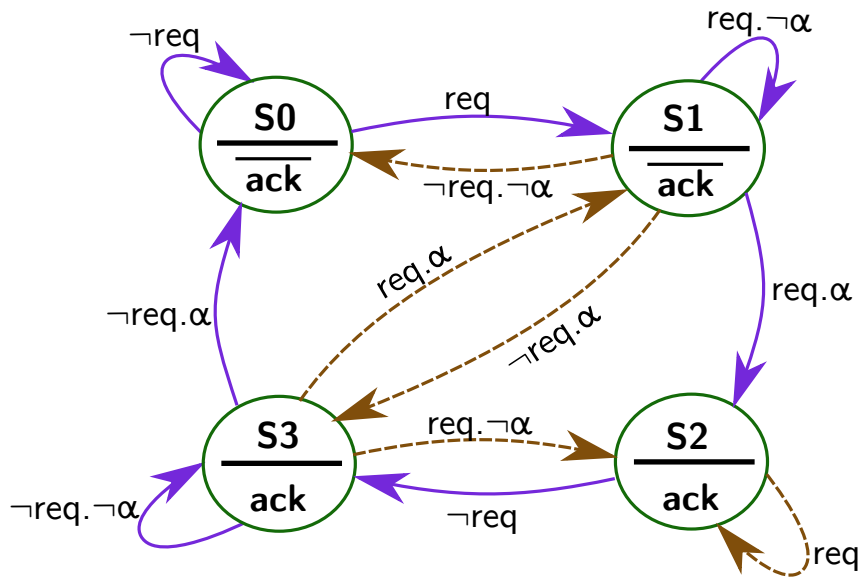 ¬req
req.¬α
S0
ack
req
S1
ack
¬req.¬α
req.α
req.α
¬req.α
¬req.α
S3
ack
req.¬α
S2
ack
¬req.¬α
¬req
req